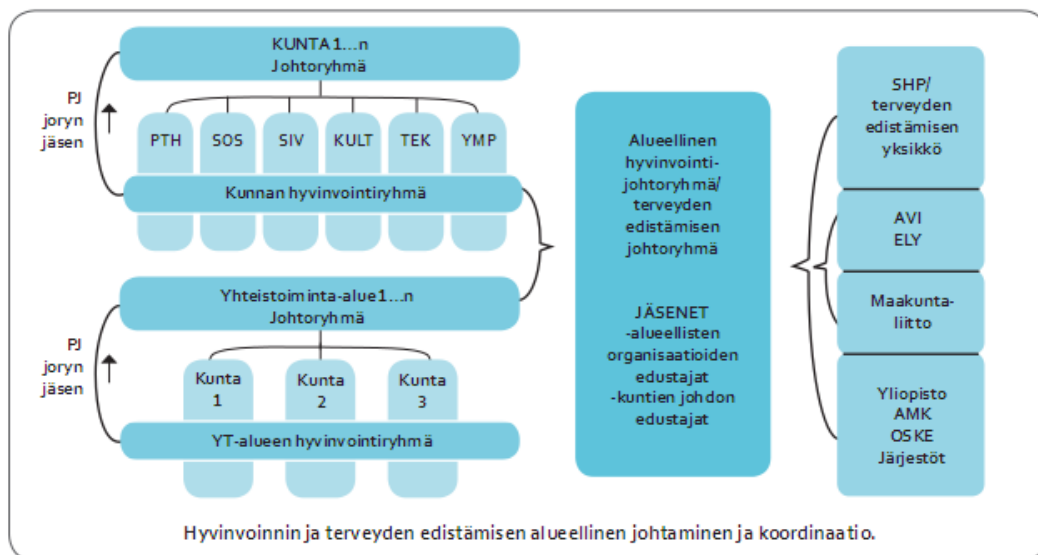 KUNTA 1...n
Johtoryhmä
PJ
joryn
jäsen
PTH
SOS
SIV
KULT
TEK
YMP
Kunnan hyvinvointiryhmä
Yhteistoiminta-alue 1...n
Johtoryhmä
PJ
joryn
jäsen
Kunta
1
Kunta
2
Kunta
3
YT-alueen hyvinvointiryhmä
Alueellinen
hyvinvointi-
johtoryhmä/
terveyden
edistämisen
johtoryhmä
JÄSENET
-alueellisten
organisaatioiden
edustajat
-kuntien johdon
edustajat
SHP/
terveyden
edistämisen
yksikkö
AVI
ELY
Maakunta-
liitto
Yliopisto
AMK
OSKE
Järjestöt
Hyvinvoinnin ja terveyden edistämisen alueellinen johtaminen ja koordinaatio.